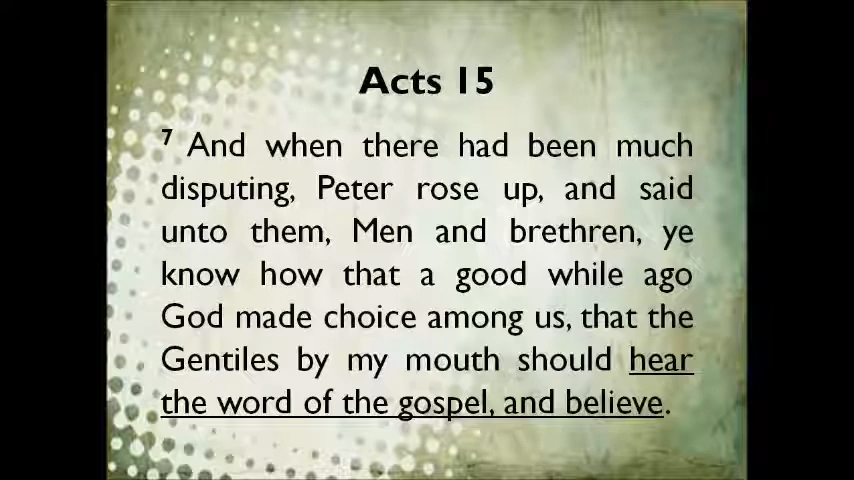 Acts 15
7 And when there had been much
disputing, Peter rose up, and said
unto them, Men and brethren, ye
know how that a good while ago
God made choice among us, that the
Gentiles by my mouth should hear
the word of the gospel, and believe.